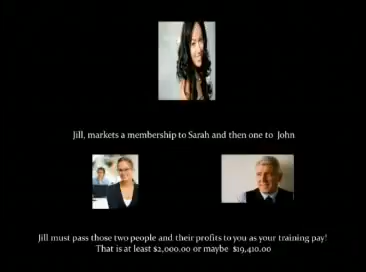 Jill, markets a membership to Sarah and then one to John
Jill must pass those two people and their profits to you as your training pay!
That is at least $2,000.00 or maybe $19,410.00